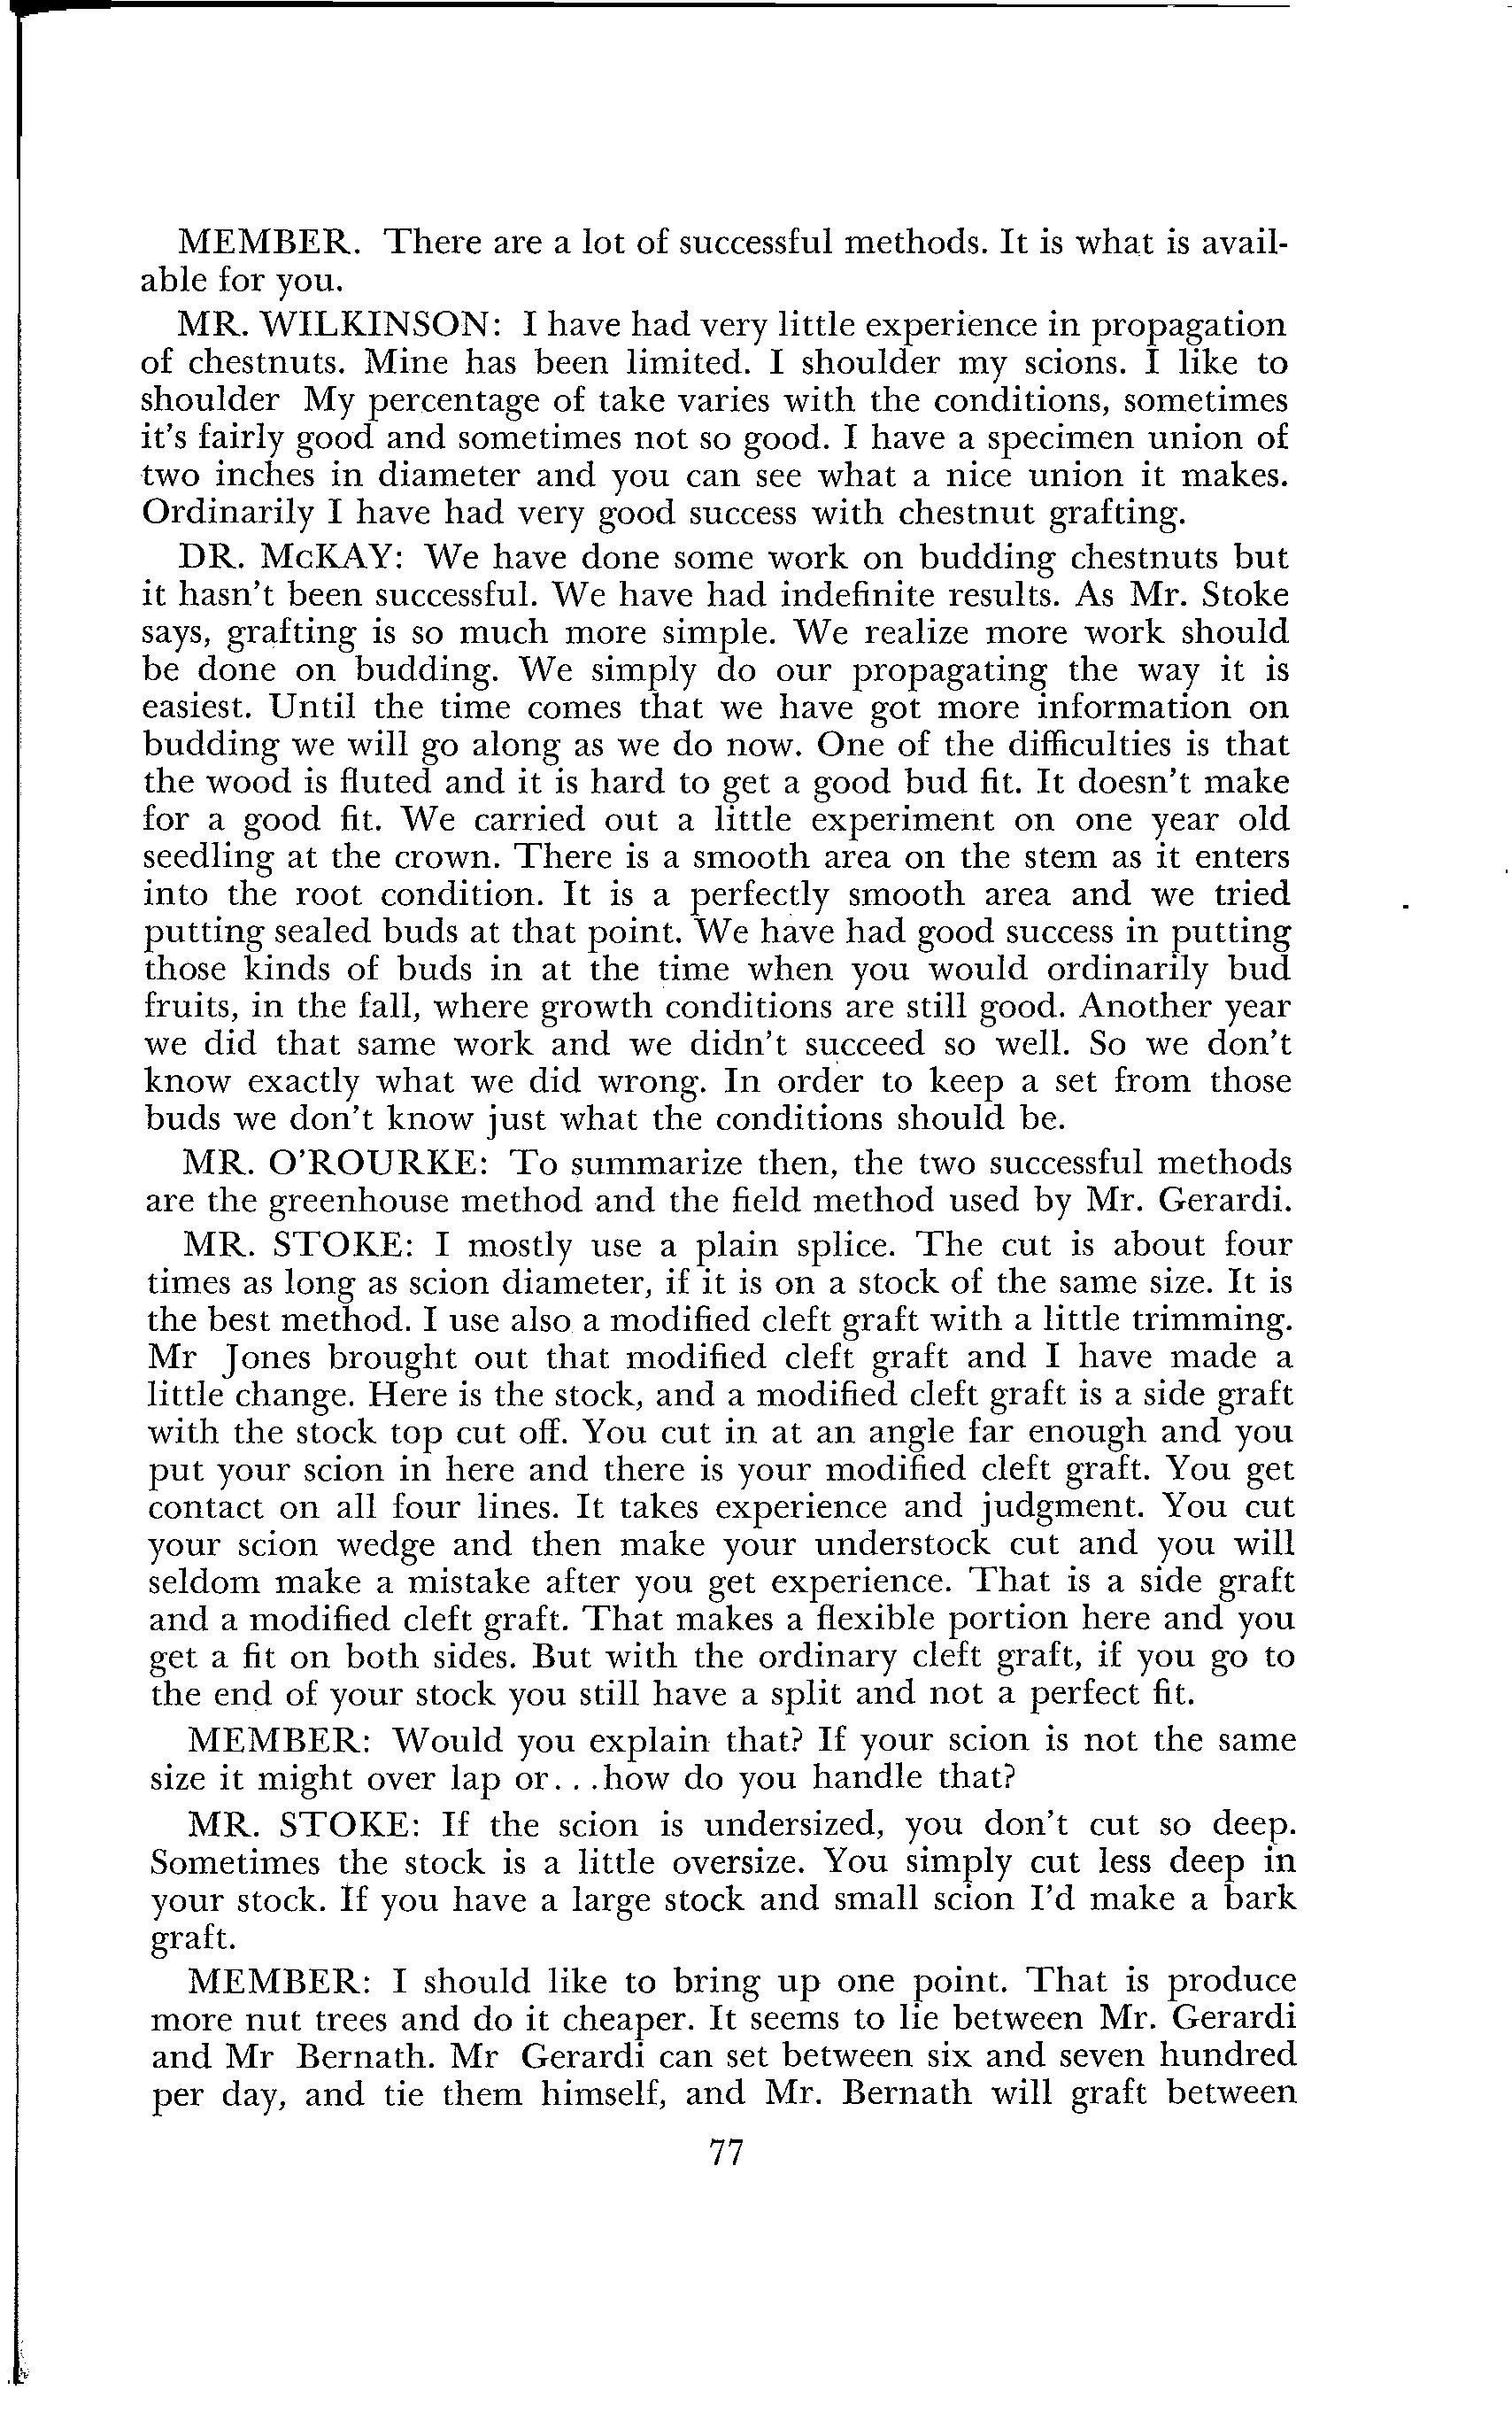 MEMBER. There are a lot of successful methods. It is what is avail-
able for you.
MR. WILKINSON: I have had very little experience in propagation
of chestnuts. Mine has been limited. I shoulder my scions. I like to
shoulder My percentage of take varies with the conditions, sometimes
it's fairly good and sometimes not so good. I have a specimen union of
two inches in diameter and you can see what a nice union it makes.
Ordinarily I have had very good success with chestnut grafting.
DR. McKAY: We have done some work on budding chestnuts but
it hasn't been successful. We have had indefinite results. As Mr. Stoke
says, grafting is so much more simple. We realize more work should
be done on budding. We simply do our propagating the way it is
easiest. Until the time comes that we have got more information on
budding we will go along as we do now. One of the difficulties is that
the wood is fluted and it is hard to get a good bud fit. It doesn't make
for a good fit. We carried out a little experiment on one year old
seedling at the crown. There is a smooth area on the stem as it enters
into the root condition. It is a perfectly smooth area and we tried
putting sealed buds at that point. We have had good success in putting
those kinds of buds in at the time when you would ordinarily bud
fruits, in the fall, where growth conditions are still good. Another year
we did that same work and we didn't succeed so well. So we don't
know exactly what we did wrong. In order to keep a set from those
buds we don't know just what the conditions should be.
MR. O'ROURKE: To summarize then, the two successful methods
are the greenhouse method and the field method used by Mr. Gerardi.
MR. STOKE: I mostly use a plain splice. The cut is about four
times as long as scion diameter, if it is on a stock of the same size. It is
the best method. I use also a modified cleft graft with a little trimming.
Mr Jones brought out that modified cleft graft and I have made a
little change. Here is the stock, and a modified cleft graft is a side graft
with the stock top cut off. You cut in at an angle far enough and you
put your scion in here and there is your modified cleft graft. You get
contact on all four lines. It takes experience and judgment. You cut
your scion wedge and then make your understock cut and you will
seldom make a mistake after you get experience. That is a side graft
and a modified cleft graft. That makes a flexible portion here and you
get a fit on both sides. But with the ordinary cleft graft, if you go to
the end of your stock you still have a split and not a perfect fit.
MEMBER: Would you explain that? If your scion is not the same
size it might over lap or. . .how do you handle that?
MR. STOKE: If the scion is undersized, you don't cut so deep.
Sometimes the stock is a little oversize. You simply cut less deep in
your stock. If you have a large stock and small scion I'd make a bark
graft.
MEMBER: I should like to bring up one point. That is produce
more nut trees and do it cheaper. It seems to lie between Mr. Gerardi
and Mr Bernath. Mr Gerardi can set between six and seven hundred
per day, and tie them himself, and Mr. Bernath will graft between
77